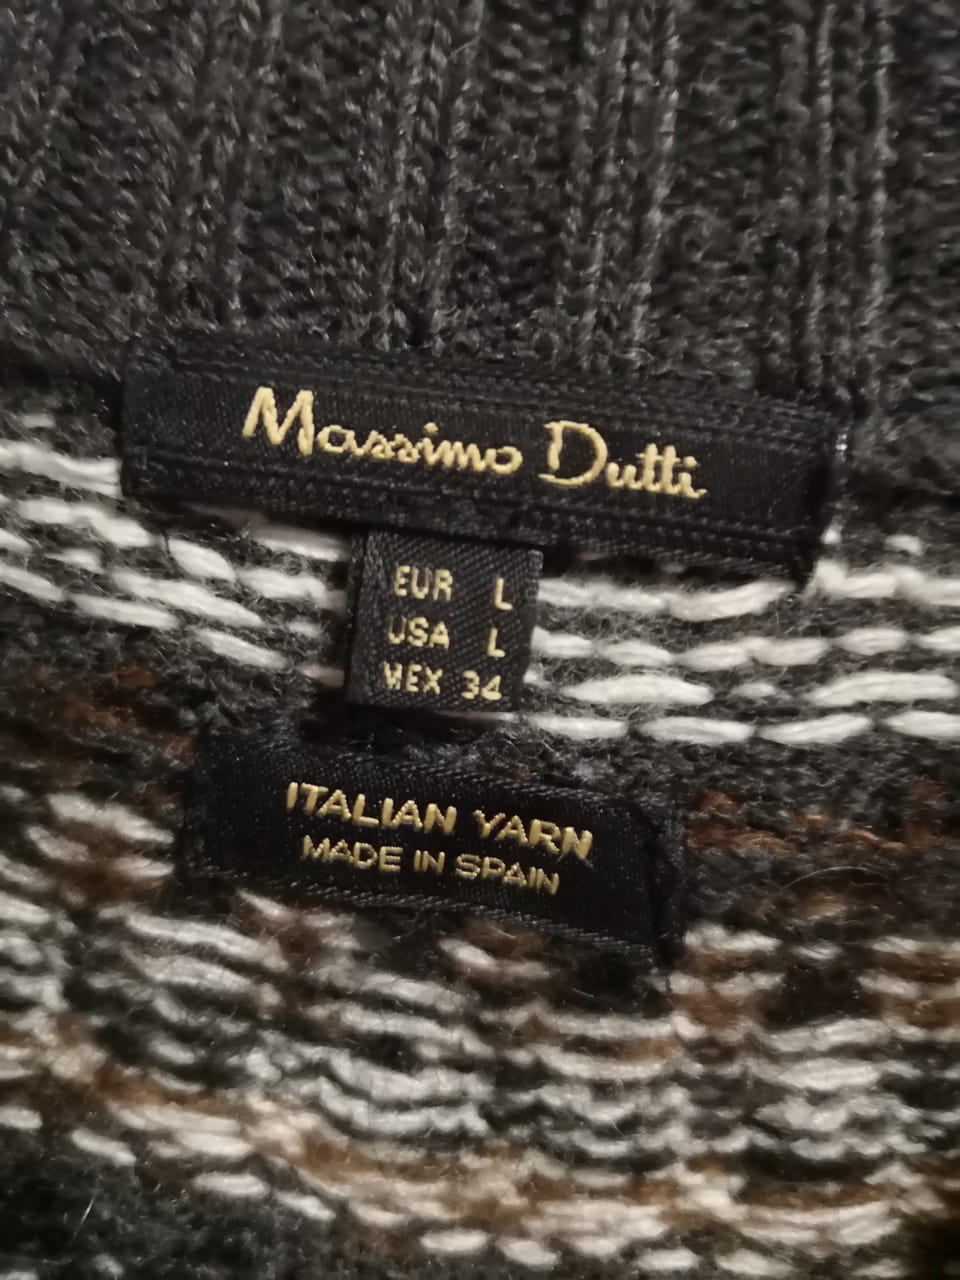 Massimo Dutti
EUR L
USA L
MEX 34
ITALIAN YARN
MADE IN SPAIN